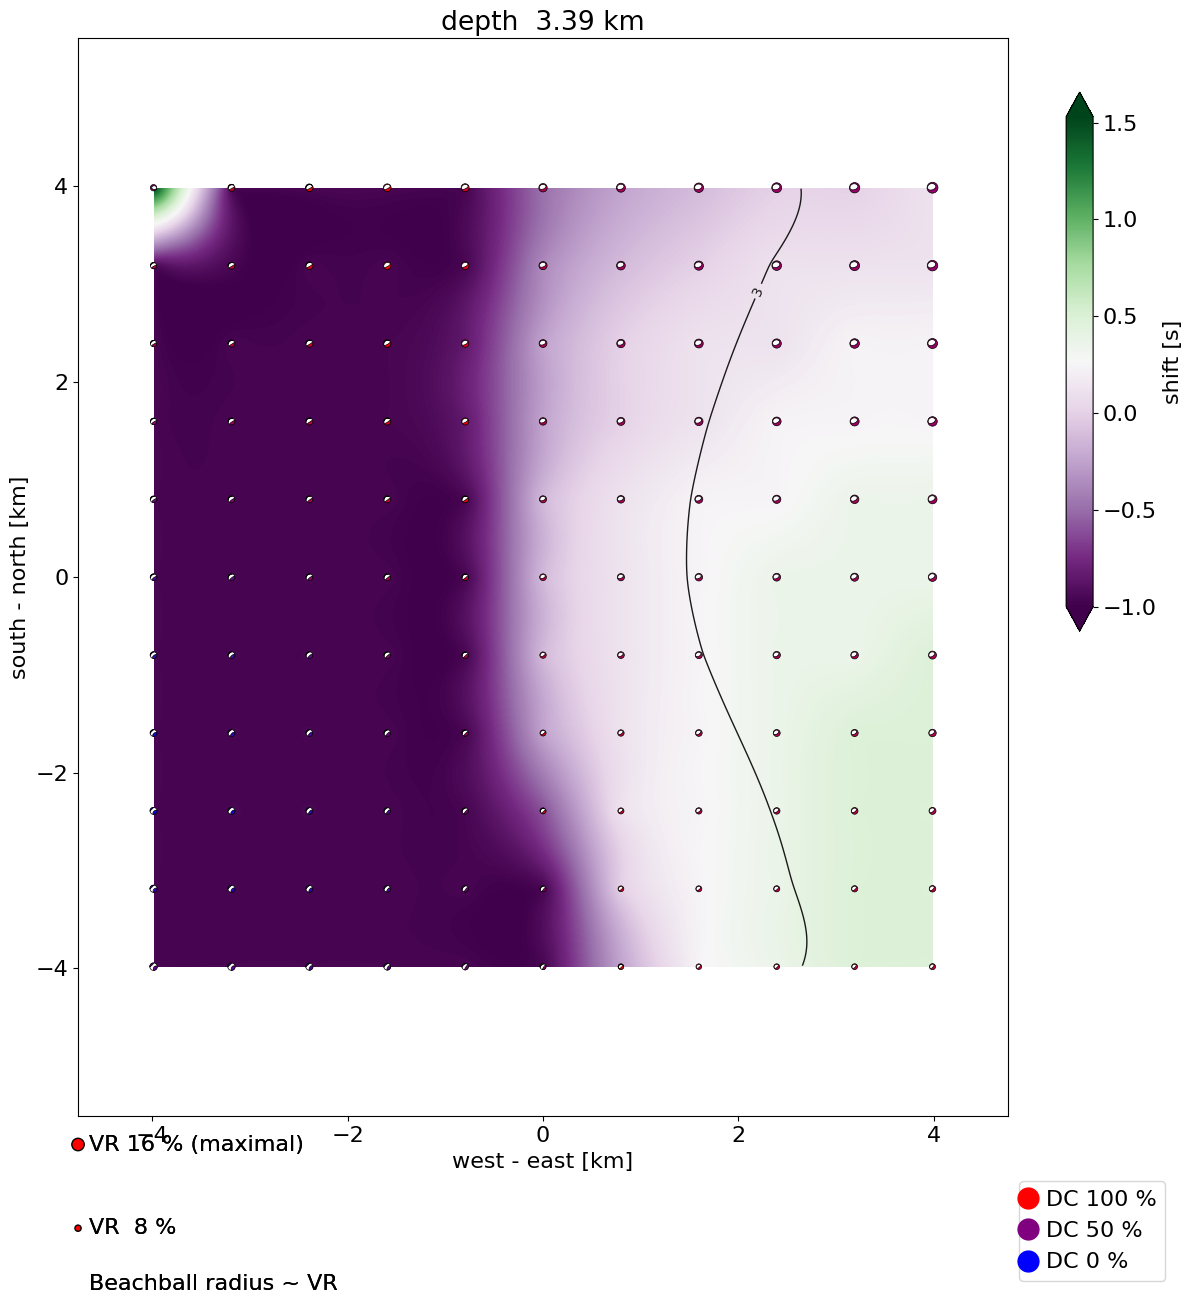 depth  3.39 km
4
2
0
−2
−4
south - north [km]
3
−4
−2
0
2
4
west - east [km]
1.5
1.0
0.5
0.0
−0.5
−1.0
shift [s]
VR 16 % (maximal)
VR  8 %
Beachball radius ~ VR
DC 100 %
DC 50 %
DC 0 %